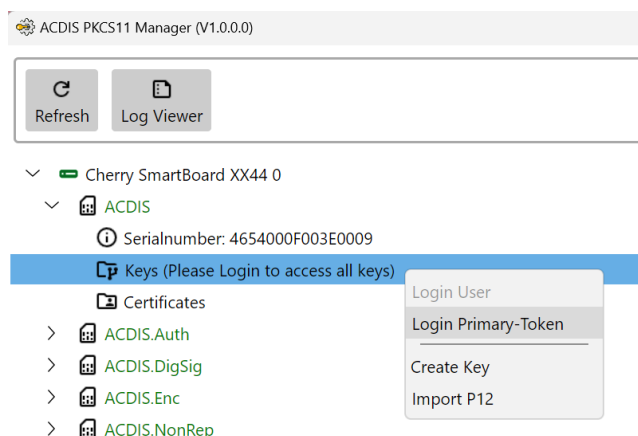 ACDIS PKCS11 Manager (V1.0.0.0)
Refresh
Log Viewer
Cherry SmartBoard XX44 0
ACDIS
Serialnumber: 4654000F003E0009
Keys (Please Login to access all keys)
Certificates
ACDIS.Auth
ACDIS.DigSig
ACDIS.Enc
ACDIS.NonRep
Login User
Login Primary-Token
Create Key
Import P12